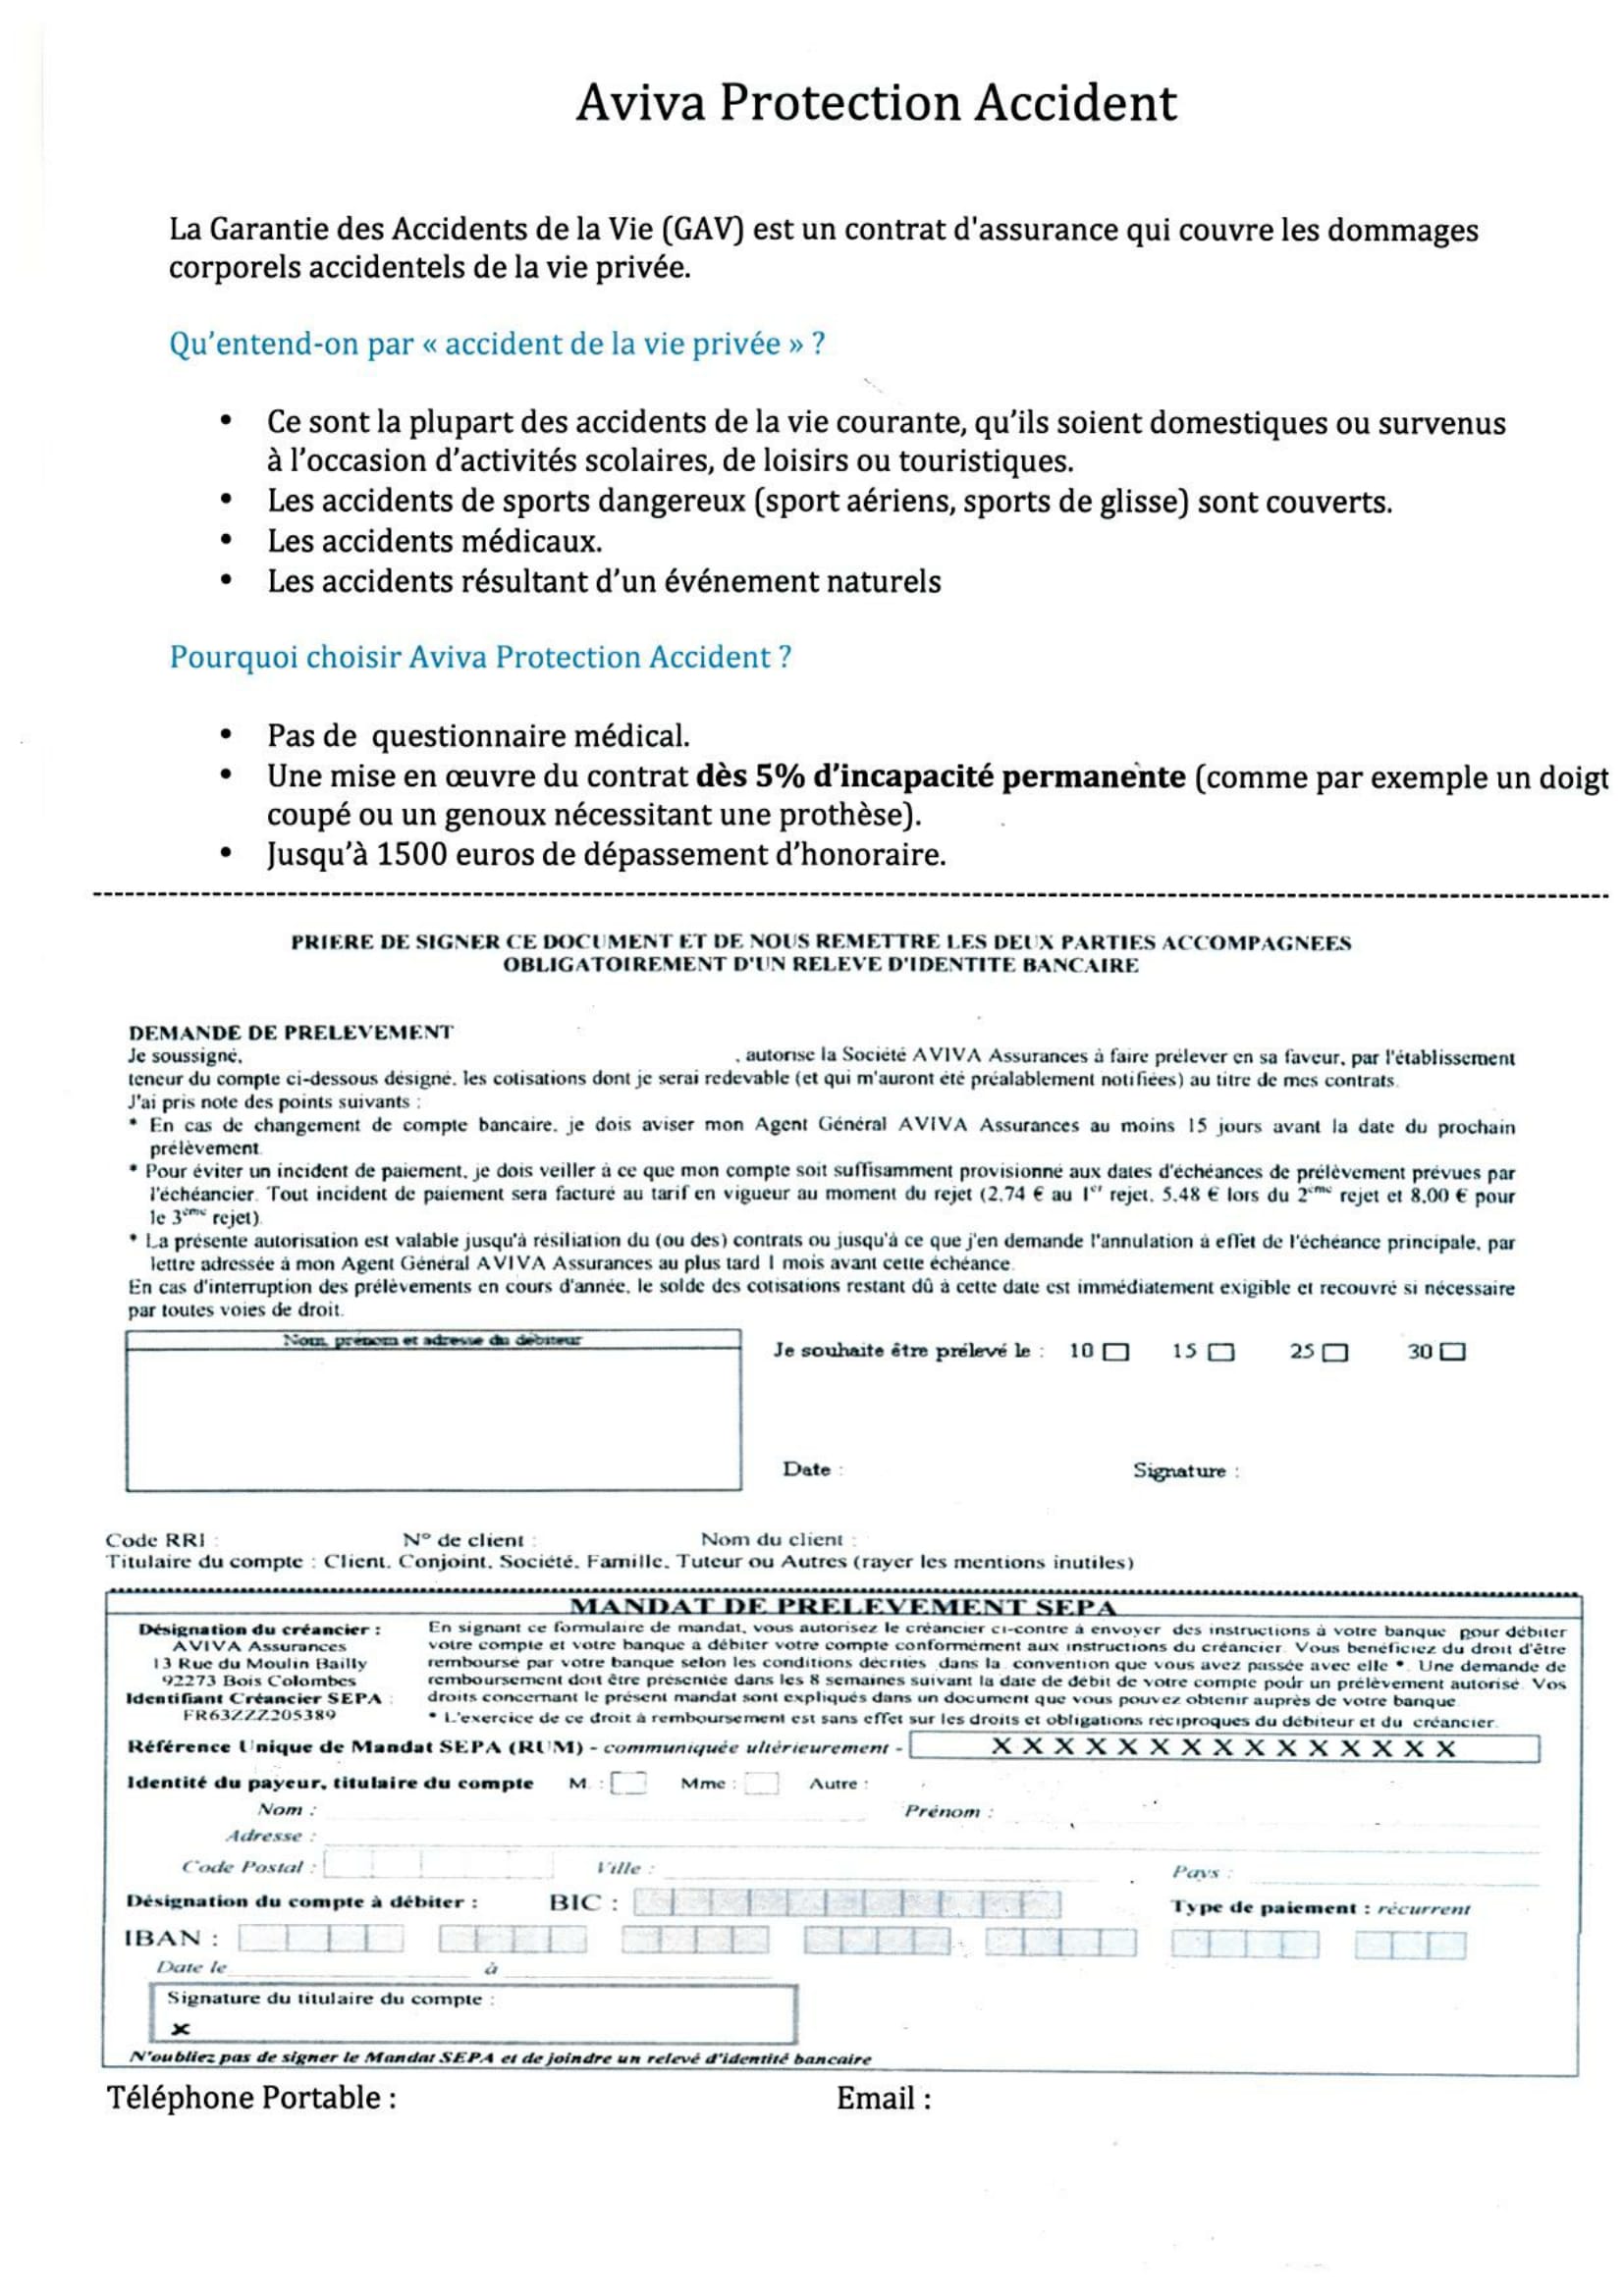 Aviva Protection Accident
La Garantie des Accidents de la Vie (GAV) est un contrat d'assurance qui couvre les dommages
corporels accidentels de la vie privée.
Qu'entend-on par « accident de la vie privée » ?
• Ce sont la plupart des accidents de la vie courante, qu'ils soient domestiques ou survenus
à l'occasion d'activités scolaires, de loisirs ou touristiques.
• Les accidents de sports dangereux (sport aériens, sports de glisse) sont couverts.
• Les accidents médicaux.
• Les accidents résultant d'un événement naturels
Pourquoi choisir Aviva Protection Accident ?
• Pas de questionnaire médical.
• Une mise en œuvre du contrat dès 5% d'incapacité permanente (comme par exemple un doigt
coupé ou un genoux nécessitant une prothèse).
• Jusqu'à 1500 euros de dépassement d'honoraire.
PRIERE DE SIGNER CE DOCUMENT ET DE NOUS REMETTRE LES DEUX PARTIES ACCOMPAGNEES
OBLIGATOIREMENT D'UN RELEVE D'IDENTITE BANCAIRE
DEMANDE DE PRELEVEMENT
Je soussigné, , autorise la Société AVIVA Assurances à faire prélever en sa faveur, par l'établissement
teneur du compte ci-dessous désigné, les cotisations dont je serai redevable (et qui m'auront été préalablement notifiées) au titre de mes contrats.
J'ai pris note des points suivants :
* En cas de changement de compte bancaire, je dois aviser mon Agent Général AVIVA Assurances au moins 15 jours avant la date du prochain
prélèvement.
* Pour éviter un incident de paiement, je dois veiller à ce que mon compte soit suffisamment provisionné aux dates d'échéances de prélèvement prévues par
l'échéancier. Tout incident de paiement sera facturé au tarif en vigueur au moment du rejet (2,74 € au 1er rejet, 5,48 € lors du 2ème rejet et 8,00 € pour
le 3ème rejet).
* La présente autorisation est valable jusqu'à résiliation du (ou des) contrats ou jusqu'à ce que j'en demande l'annulation à effet de l'échéance principale, par
lettre adressée à mon Agent Général AVIVA Assurances au plus tard 1 mois avant cette échéance.
En cas d'interruption des prélèvements en cours d'année, le solde des cotisations restant dû à cette date est immédiatement exigible et recouvré si nécessaire
par toutes voies de droit.
Nom, prénom et adresse du débiteur
Je souhaite être prélevé le : 10 15 25 30
Date : Signature :
Code RRI : N° de client : Nom du client :
Titulaire du compte : Client, Conjoint, Société, Famille, Tuteur ou Autres (rayer les mentions inutiles)
MANDAT DE PRELEVEMENT SEPA
Désignation du créancier :
AVIVA Assurances
13 Rue du Moulin Bailly
92273 Bois Colombes
Identifiant Créancier SEPA :
FR63ZZZ205389
En signant ce formulaire de mandat, vous autorisez le créancier ci-contre à envoyer des instructions à votre banque pour débiter
votre compte et votre banque a débiter votre compte conformément aux instructions du créancier. Vous bénéficiez du droit d'être
remboursé par votre banque selon les conditions décrites dans la convention que vous avez passée avec elle *. Une demande de
remboursement doit être présentée dans les 8 semaines suivant la date de débit de votre compte pour un prélèvement autorisé. Vos
droits concernant le présent mandat sont expliqués dans un document que vous pouvez obtenir auprès de votre banque.
* L'exercice de ce droit à remboursement est sans effet sur les droits et obligations réciproques du débiteur et du créancier.
Référence Unique de Mandat SEPA (RUM) - communiquée ultérieurement - X X X X X X X X X X X X X X X
Identité du payeur, titulaire du compte M. : Mme : Autre :
Nom : Prénom :
Adresse :
Code Postal : Ville : Pays :
Désignation du compte à débiter : BIC : Type de paiement : récurrent
IBAN :
Date le à
Signature du titulaire du compte :
x
N'oubliez pas de signer le Mandat SEPA et de joindre un relevé d'identité bancaire
Téléphone Portable : Email :